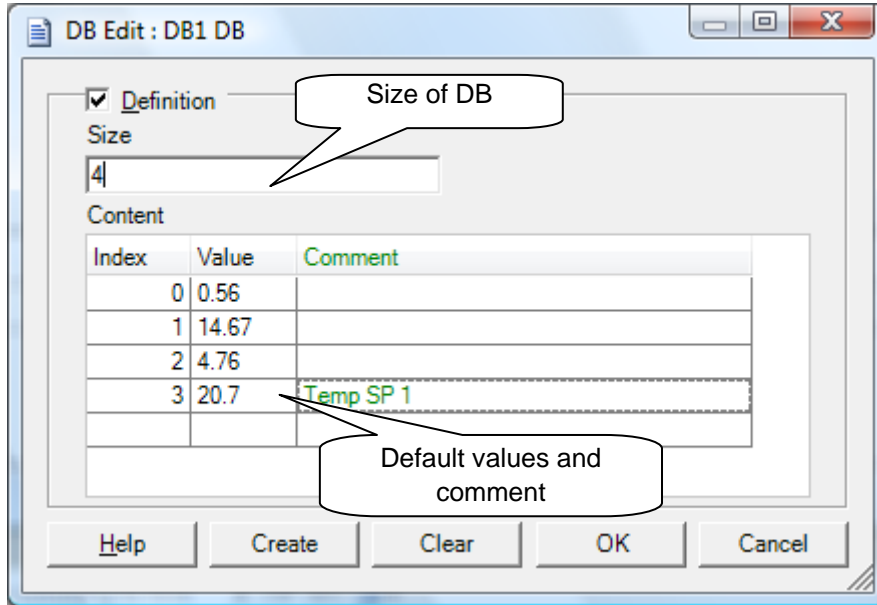 DB Edit : DB1 DB
Definition
Size of DB
Size
4
Content
Index Value Comment
0 0.56
1 14.67
2 4.76
3 20.7 Temp SP 1
Default values and
comment
Help Create Clear OK Cancel